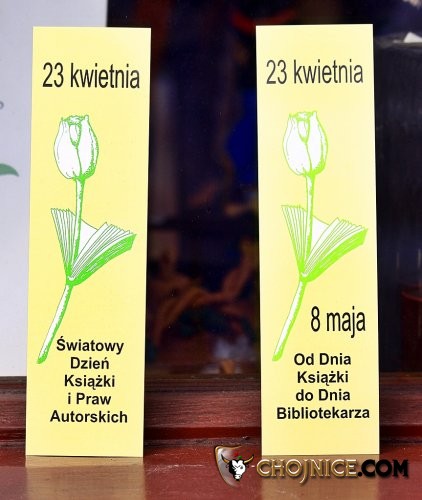 23 kwietnia
Światowy
Dzień
Książki
i Praw
Autorskich
23 kwietnia
8 maja
Od Dnia
Książki
do Dnia
Bibliotekarza
CHOJNICE.COM